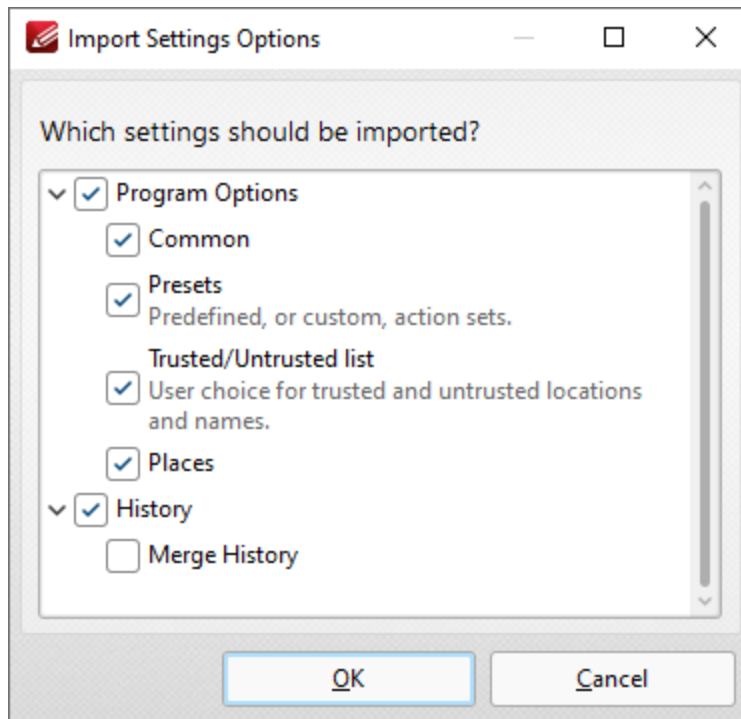 Import Settings Options
Which settings should be imported?
Program Options
Common
Presets
Predefined, or custom, action sets.
Trusted/Untrusted list
User choice for trusted and untrusted locations
and names.
Places
History
Merge History
OK
Cancel